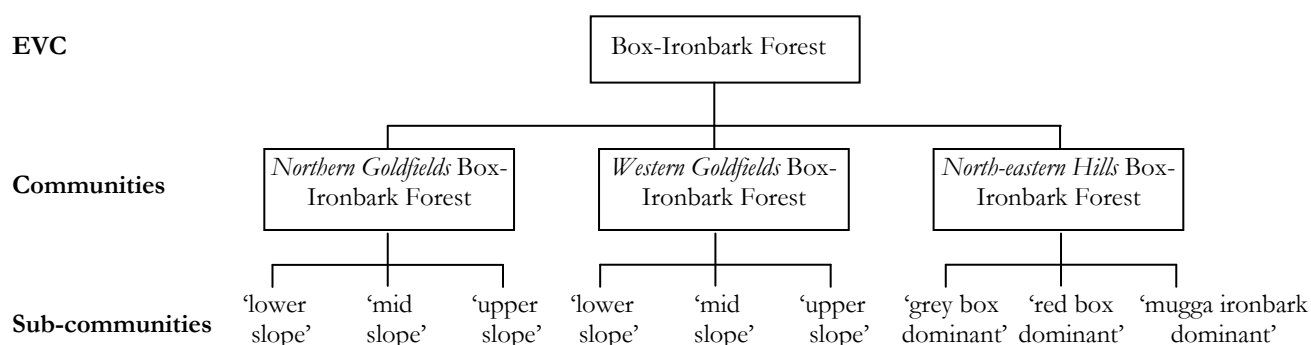 EVC
Box-Ironbark Forest
Communities
Northern Goldfields Box-
Ironbark Forest
Western Goldfields Box-
Ironbark Forest
North-eastern Hills Box-
Ironbark Forest
Sub-communities
‘lower
slope’
‘mid
slope’
‘upper
slope’
‘lower
slope’
‘mid
slope’
‘upper
slope’
‘grey box
dominant’
‘red box
dominant’
‘mugga ironbark
dominant’